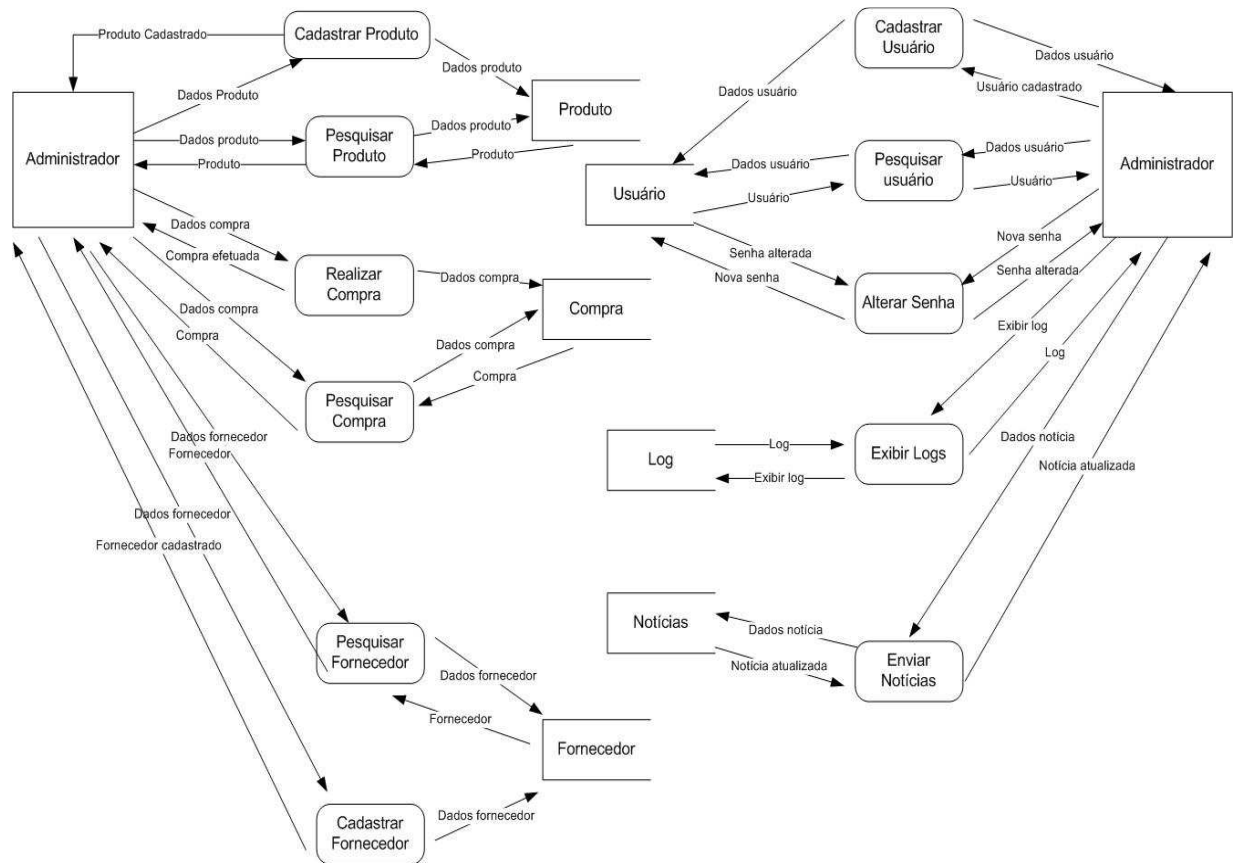 Produto Cadastrado
Cadastrar Produto
Dados produto
Dados Produto
Produto
Administrador
Dados produto
Pesquisar
Produto
Dados produto
Produto
Produto
Dados compra
Compra efetuada
Realizar
Compra
Dados compra
Compra
Dados compra
Compra
Pesquisar
Compra
Dados compra
Compra
Dados fornecedor
Fornecedor
Dados fornecedor
Fornecedor cadastrado
Pesquisar
Fornecedor
Dados fornecedor
Fornecedor
Fornecedor
Cadastrar
Fornecedor
Dados fornecedor
Cadastrar
Usuário
Dados usuário
Usuário cadastrado
Dados usuário
Administrador
Usuário
Dados usuário
Usuário
Pesquisar
usuário
Dados usuário
Usuário
Senha alterada
Nova senha
Alterar Senha
Nova senha
Senha alterada
Exibir log
Log
Log
Log
Exibir log
Exibir Logs
Dados notícia
Notícia atualizada
Notícias
Dados notícia
Notícia atualizada
Enviar
Notícias